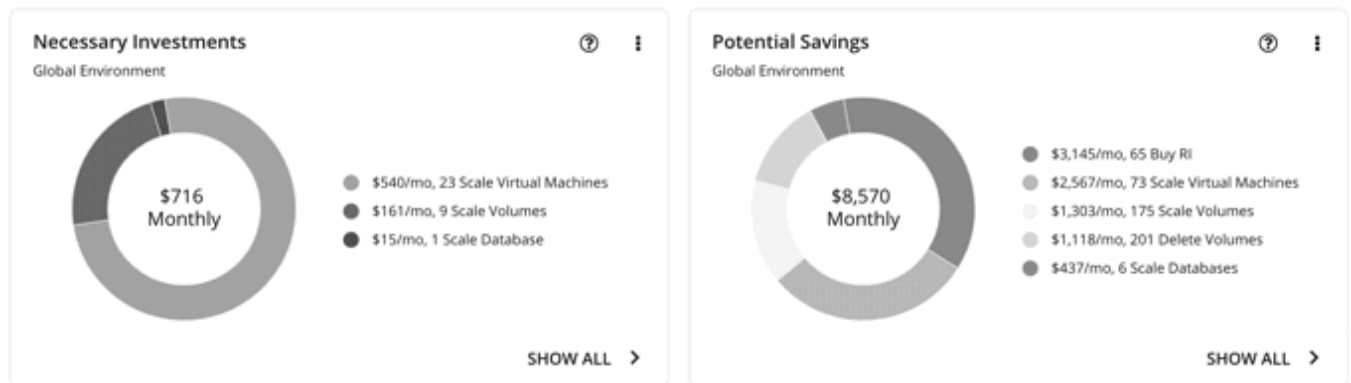 Necessary Investments
Global Environment
$716
Monthly
$540/mo, 23 Scale Virtual Machines
$161/mo, 9 Scale Volumes
$15/mo, 1 Scale Database
SHOW ALL
Potential Savings
Global Environment
$8,570
Monthly
$3,145/mo, 65 Buy RI
$2,567/mo, 73 Scale Virtual Machines
$1,303/mo, 175 Scale Volumes
$1,118/mo, 201 Delete Volumes
$437/mo, 6 Scale Databases
SHOW ALL